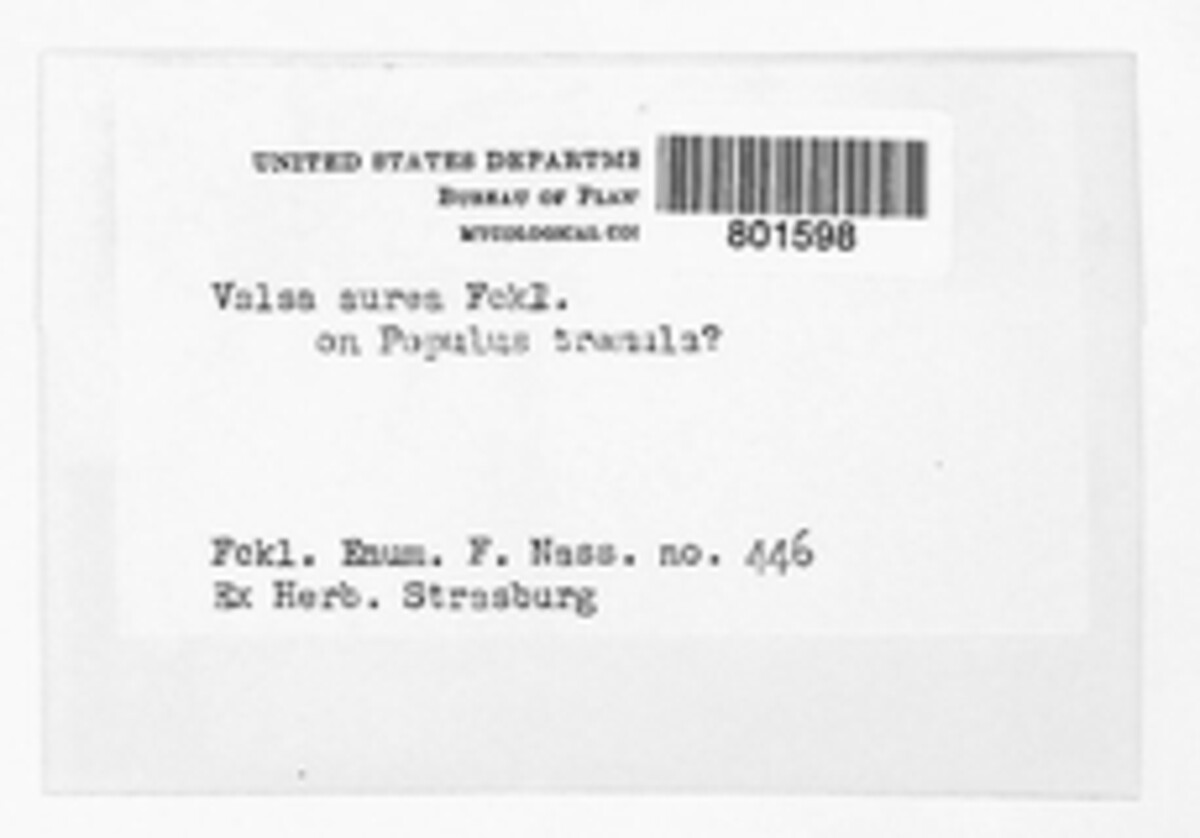 UNITED STATES DEPARTME
BUREAU OF PLAN
MYCOLOGICAL CO
801598
Valsa aurea Fckl.
on Populus tremula?
Fckl. Enum. F. Nass. no. 446
Ex Herb. Strasburg